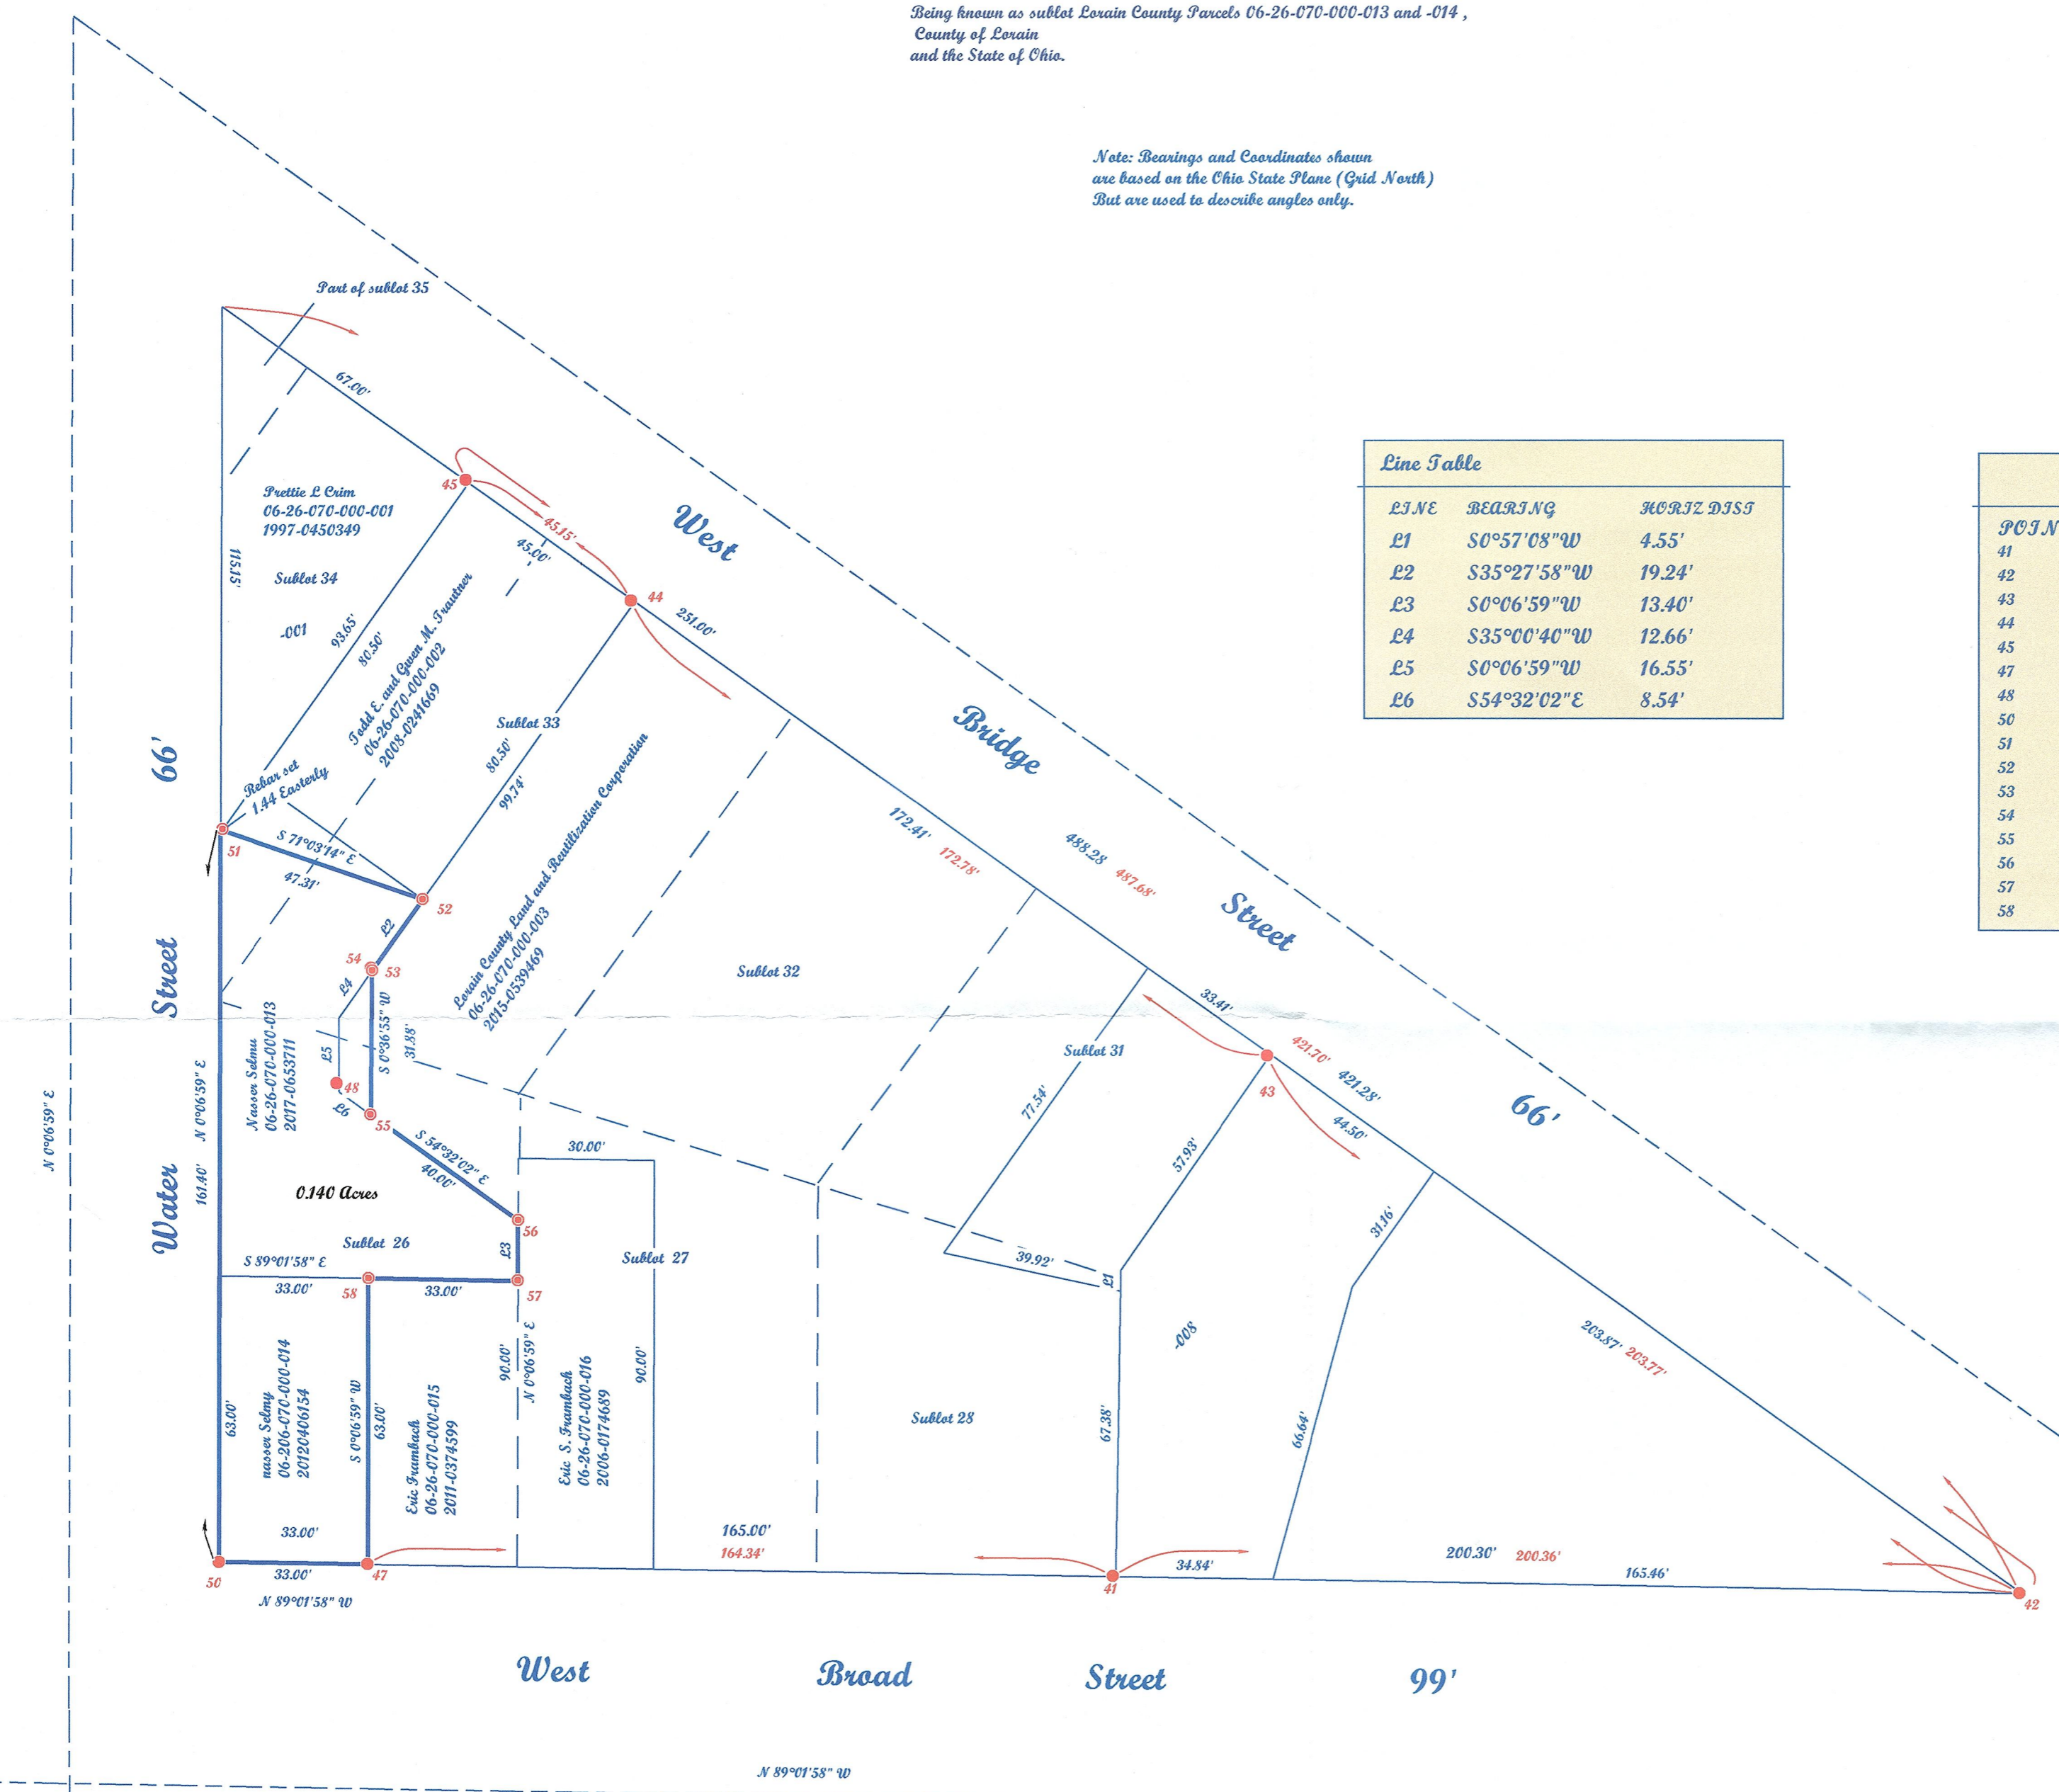 Being known as sublot Lorain County Parcels 06-26-070-000-013 and -014 ,
County of Lorain
and the State of Ohio.
Note: Bearings and Coordinates shown
are based on the Ohio State Plane (Grid North)
But are used to describe angles only.
Part of sublot 35
67.00'
Prettie L Crim
06-26-070-000-001
1997-0450349
115.15'
Sublot 34
-001
93.65'
80.50'
45
45.15'
45.00'
44
251.00'
West
Bridge
Street
66'
Line Table
LINE BEARING HORIZ DIST
L1 S0°57'08"W 4.55'
L2 S35°27'58"W 19.24'
L3 S0°06'59"W 13.40'
L4 S35°00'40"W 12.66'
L5 S0°06'59"W 16.55'
L6 S54°32'02"E 8.54'
POIN
41
42
43
44
45
47
48
50
51
52
53
54
55
56
57
58
Todd E. and Gwen M. Trautner
06-26-070-000-002
2008-0241669
Sublot 33
80.50'
99.74'
Rebar set
1.44 Easterly
51
S 71°03'14" E
47.31'
52
L2
54
53
L4
L5
S 0°36'55" W
31.88'
48
L6
55
Lorain County Land and Reutilization Corporation
06-26-070-000-003
2015-0539469
Sublot 32
172.41'
172.78'
488.28
487.68'
33.41'
Sublot 31
77.54'
57.93'
43
421.70'
421.28'
44.50'
31.16'
66'
Street
Water
N 0°06'59" E
N 0°06'59" E
161.40'
Nasser Selmu
06-26-070-000-013
2017-0653711
S 54°32'02" E
40.00'
30.00'
0.140 Acres
56
L3
Sublot 26
Sublot 27
S 89°01'58" E
33.00'
58
33.00'
57
39.92'
L1
-008
203.87'
203.77'
63.00'
nasser Selmy
06-206-070-000-014
20120406154
S 0°06'59" W
63.00'
Eric Frambach
06-26-070-000-015
2011-0374599
90.00'
N 0°06'59" E
Eric S. Frambach
06-26-070-000-016
2006-0174689
90.00'
Sublot 28
67.38'
66.64'
33.00'
165.00'
164.34'
200.30'
200.36'
50
33.00'
47
41
34.84'
165.46'
42
N 89°01'58" W
West
Broad
Street
99'
N 89°01'58" W